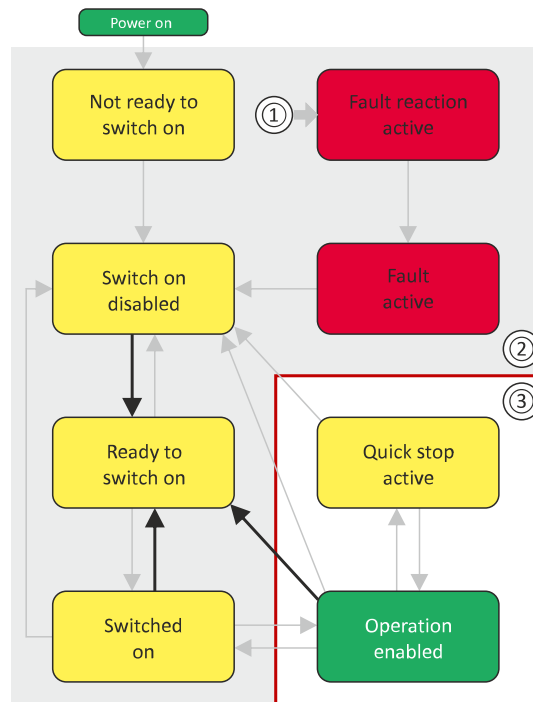 Power on
Not ready to
switch on
①
Fault reaction
active
Switch on
disabled
Fault
active
②
③
Ready to
switch on
Quick stop
active
Switched
on
Operation
enabled